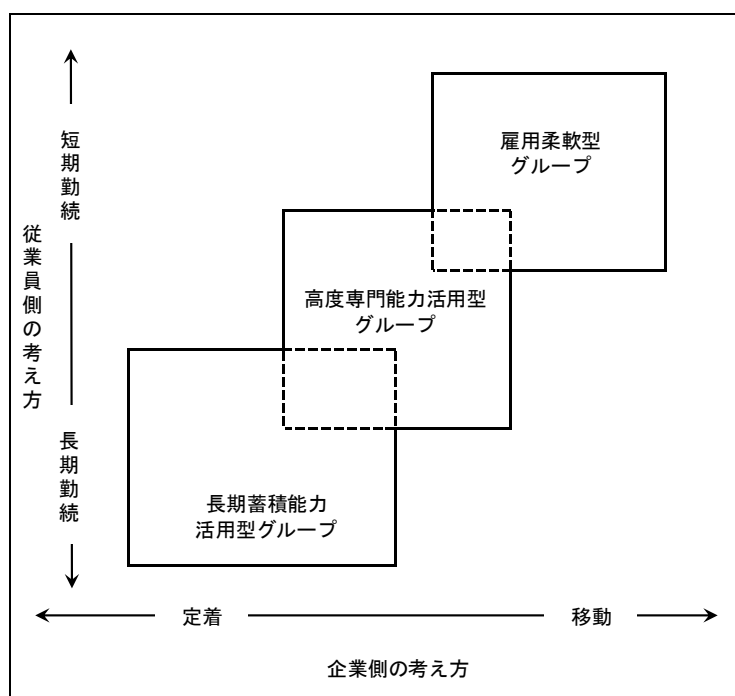 短期勤続
従業員側の考え方
長期勤続
雇用柔軟型
グループ
高度専門能力活用型
グループ
長期蓄積能力
活用型グループ
定着
移動
企業側の考え方